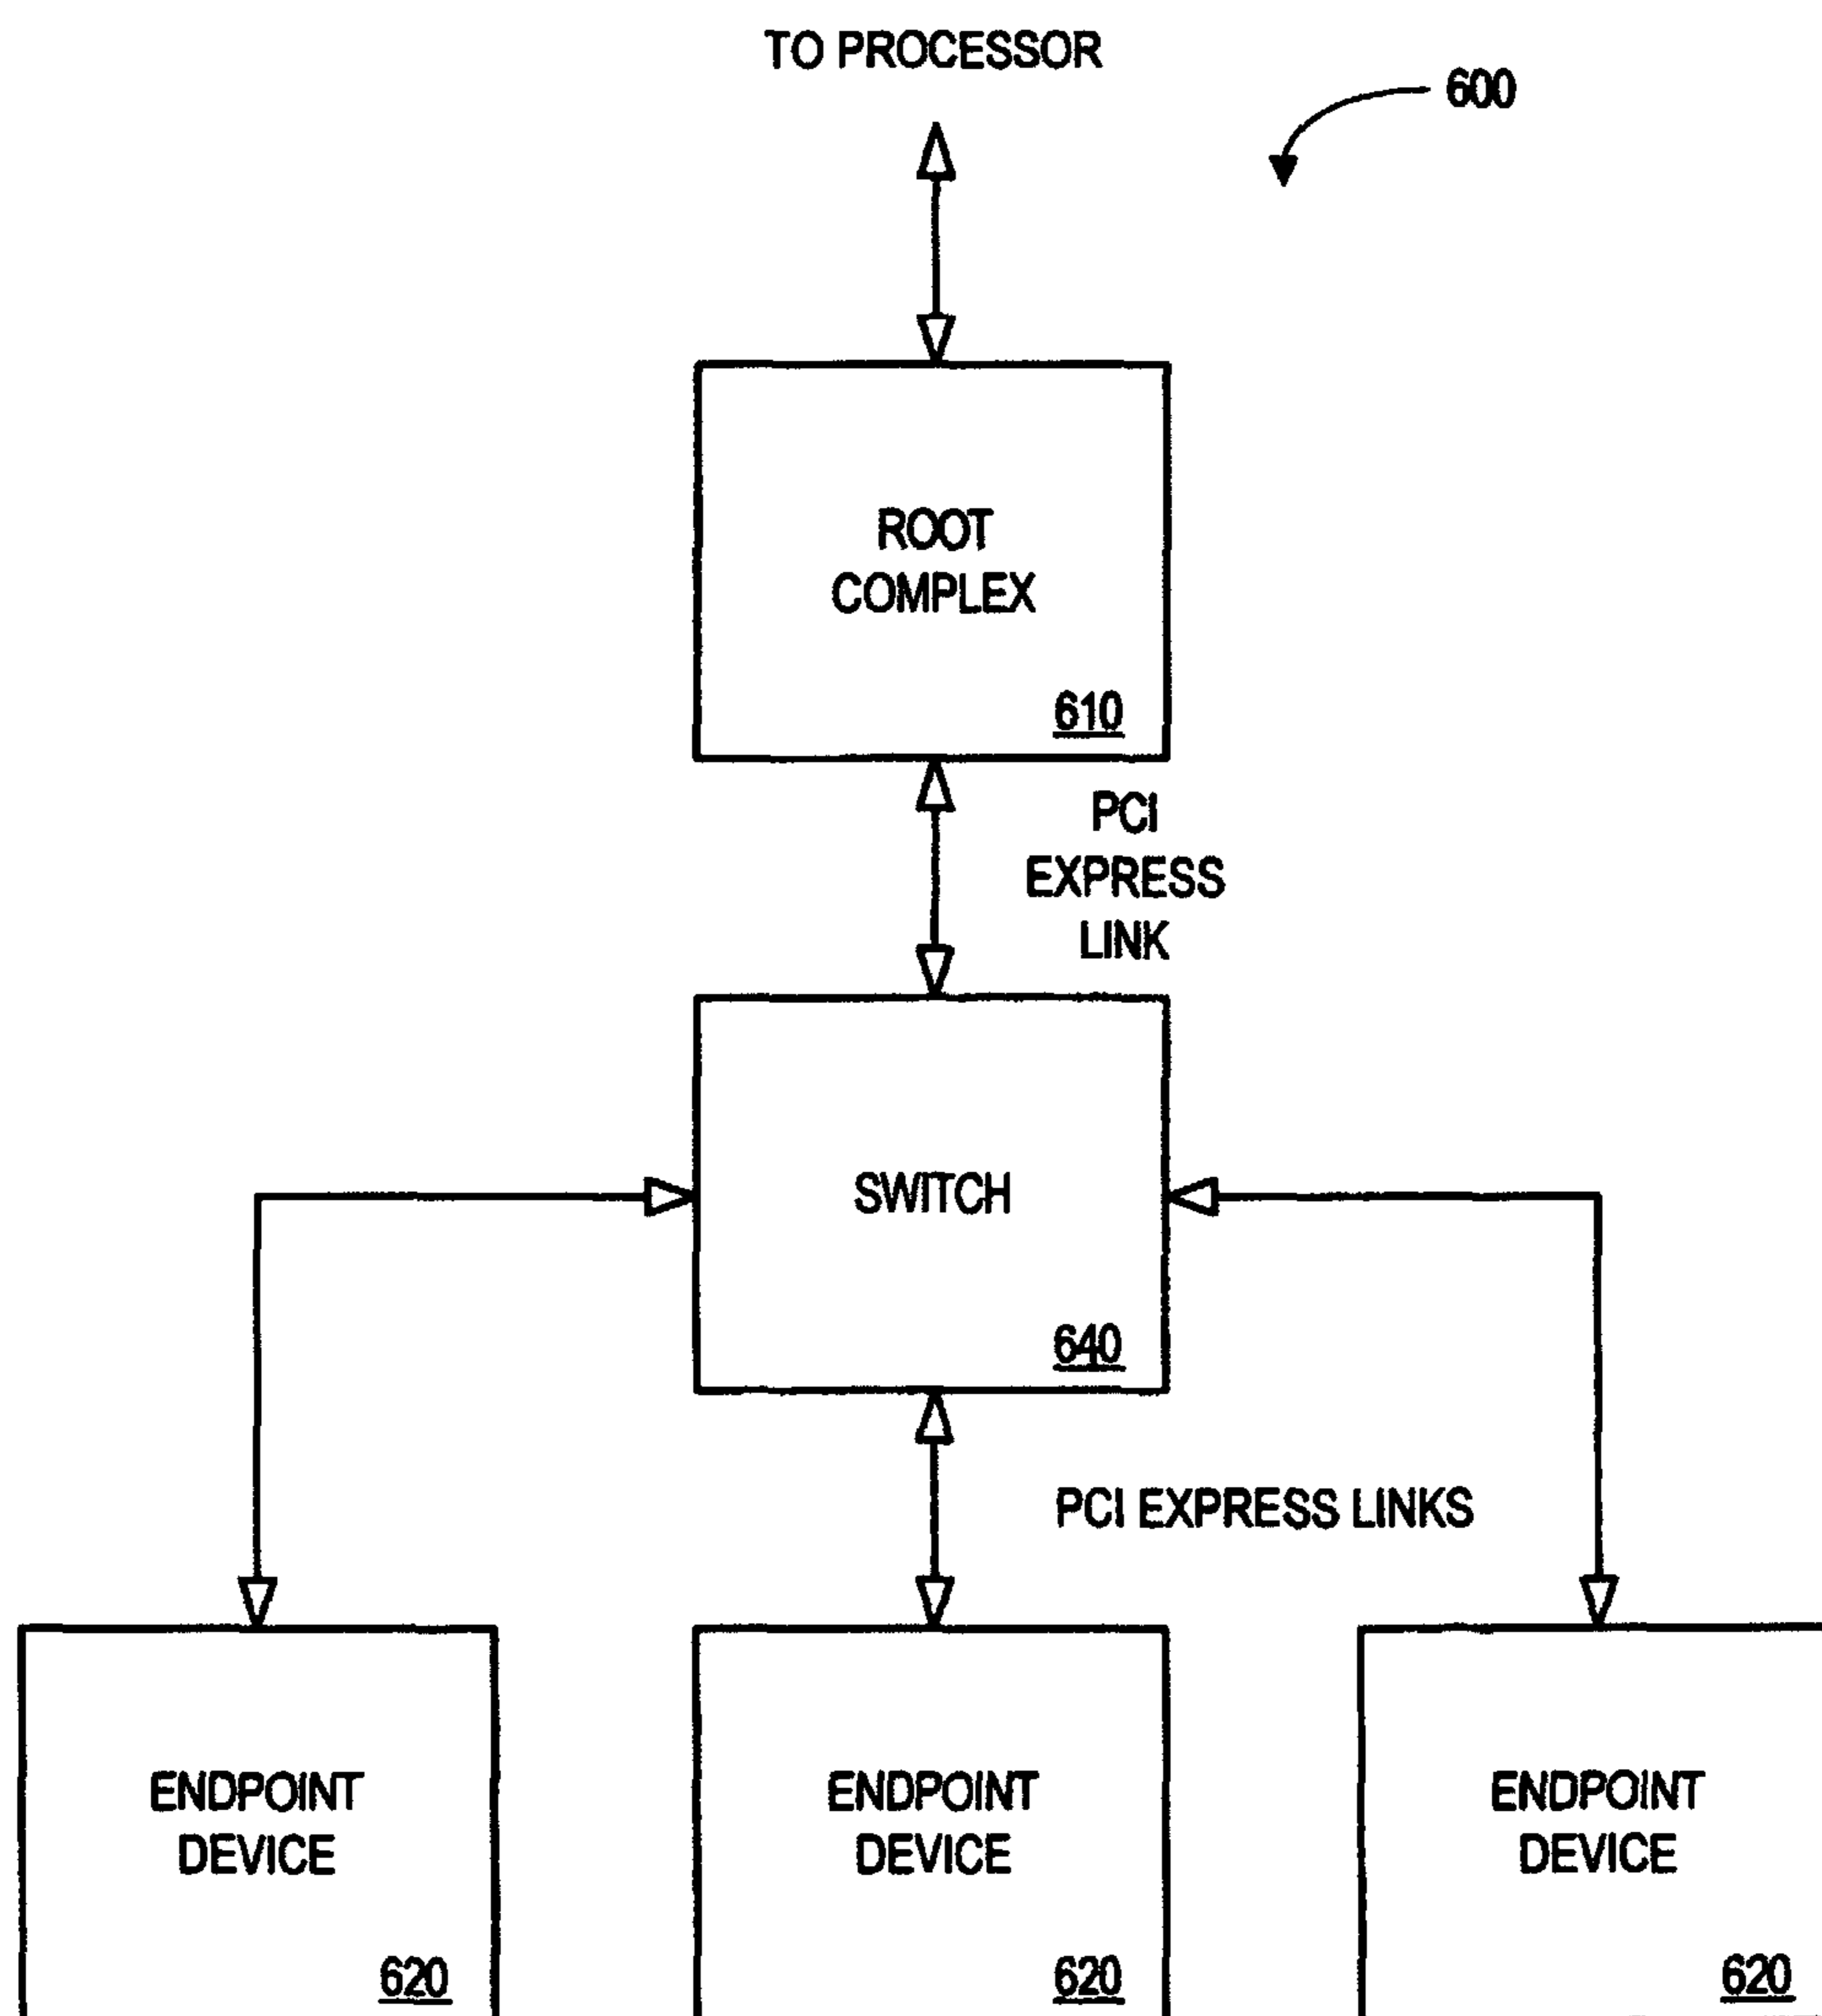 TO PROCESSOR
600
ROOT
COMPLEX
610
PCI
EXPRESS
LINK
SWITCH
640
PCI EXPRESS LINKS
ENDPOINT
DEVICE
620
ENDPOINT
DEVICE
620
ENDPOINT
DEVICE
620